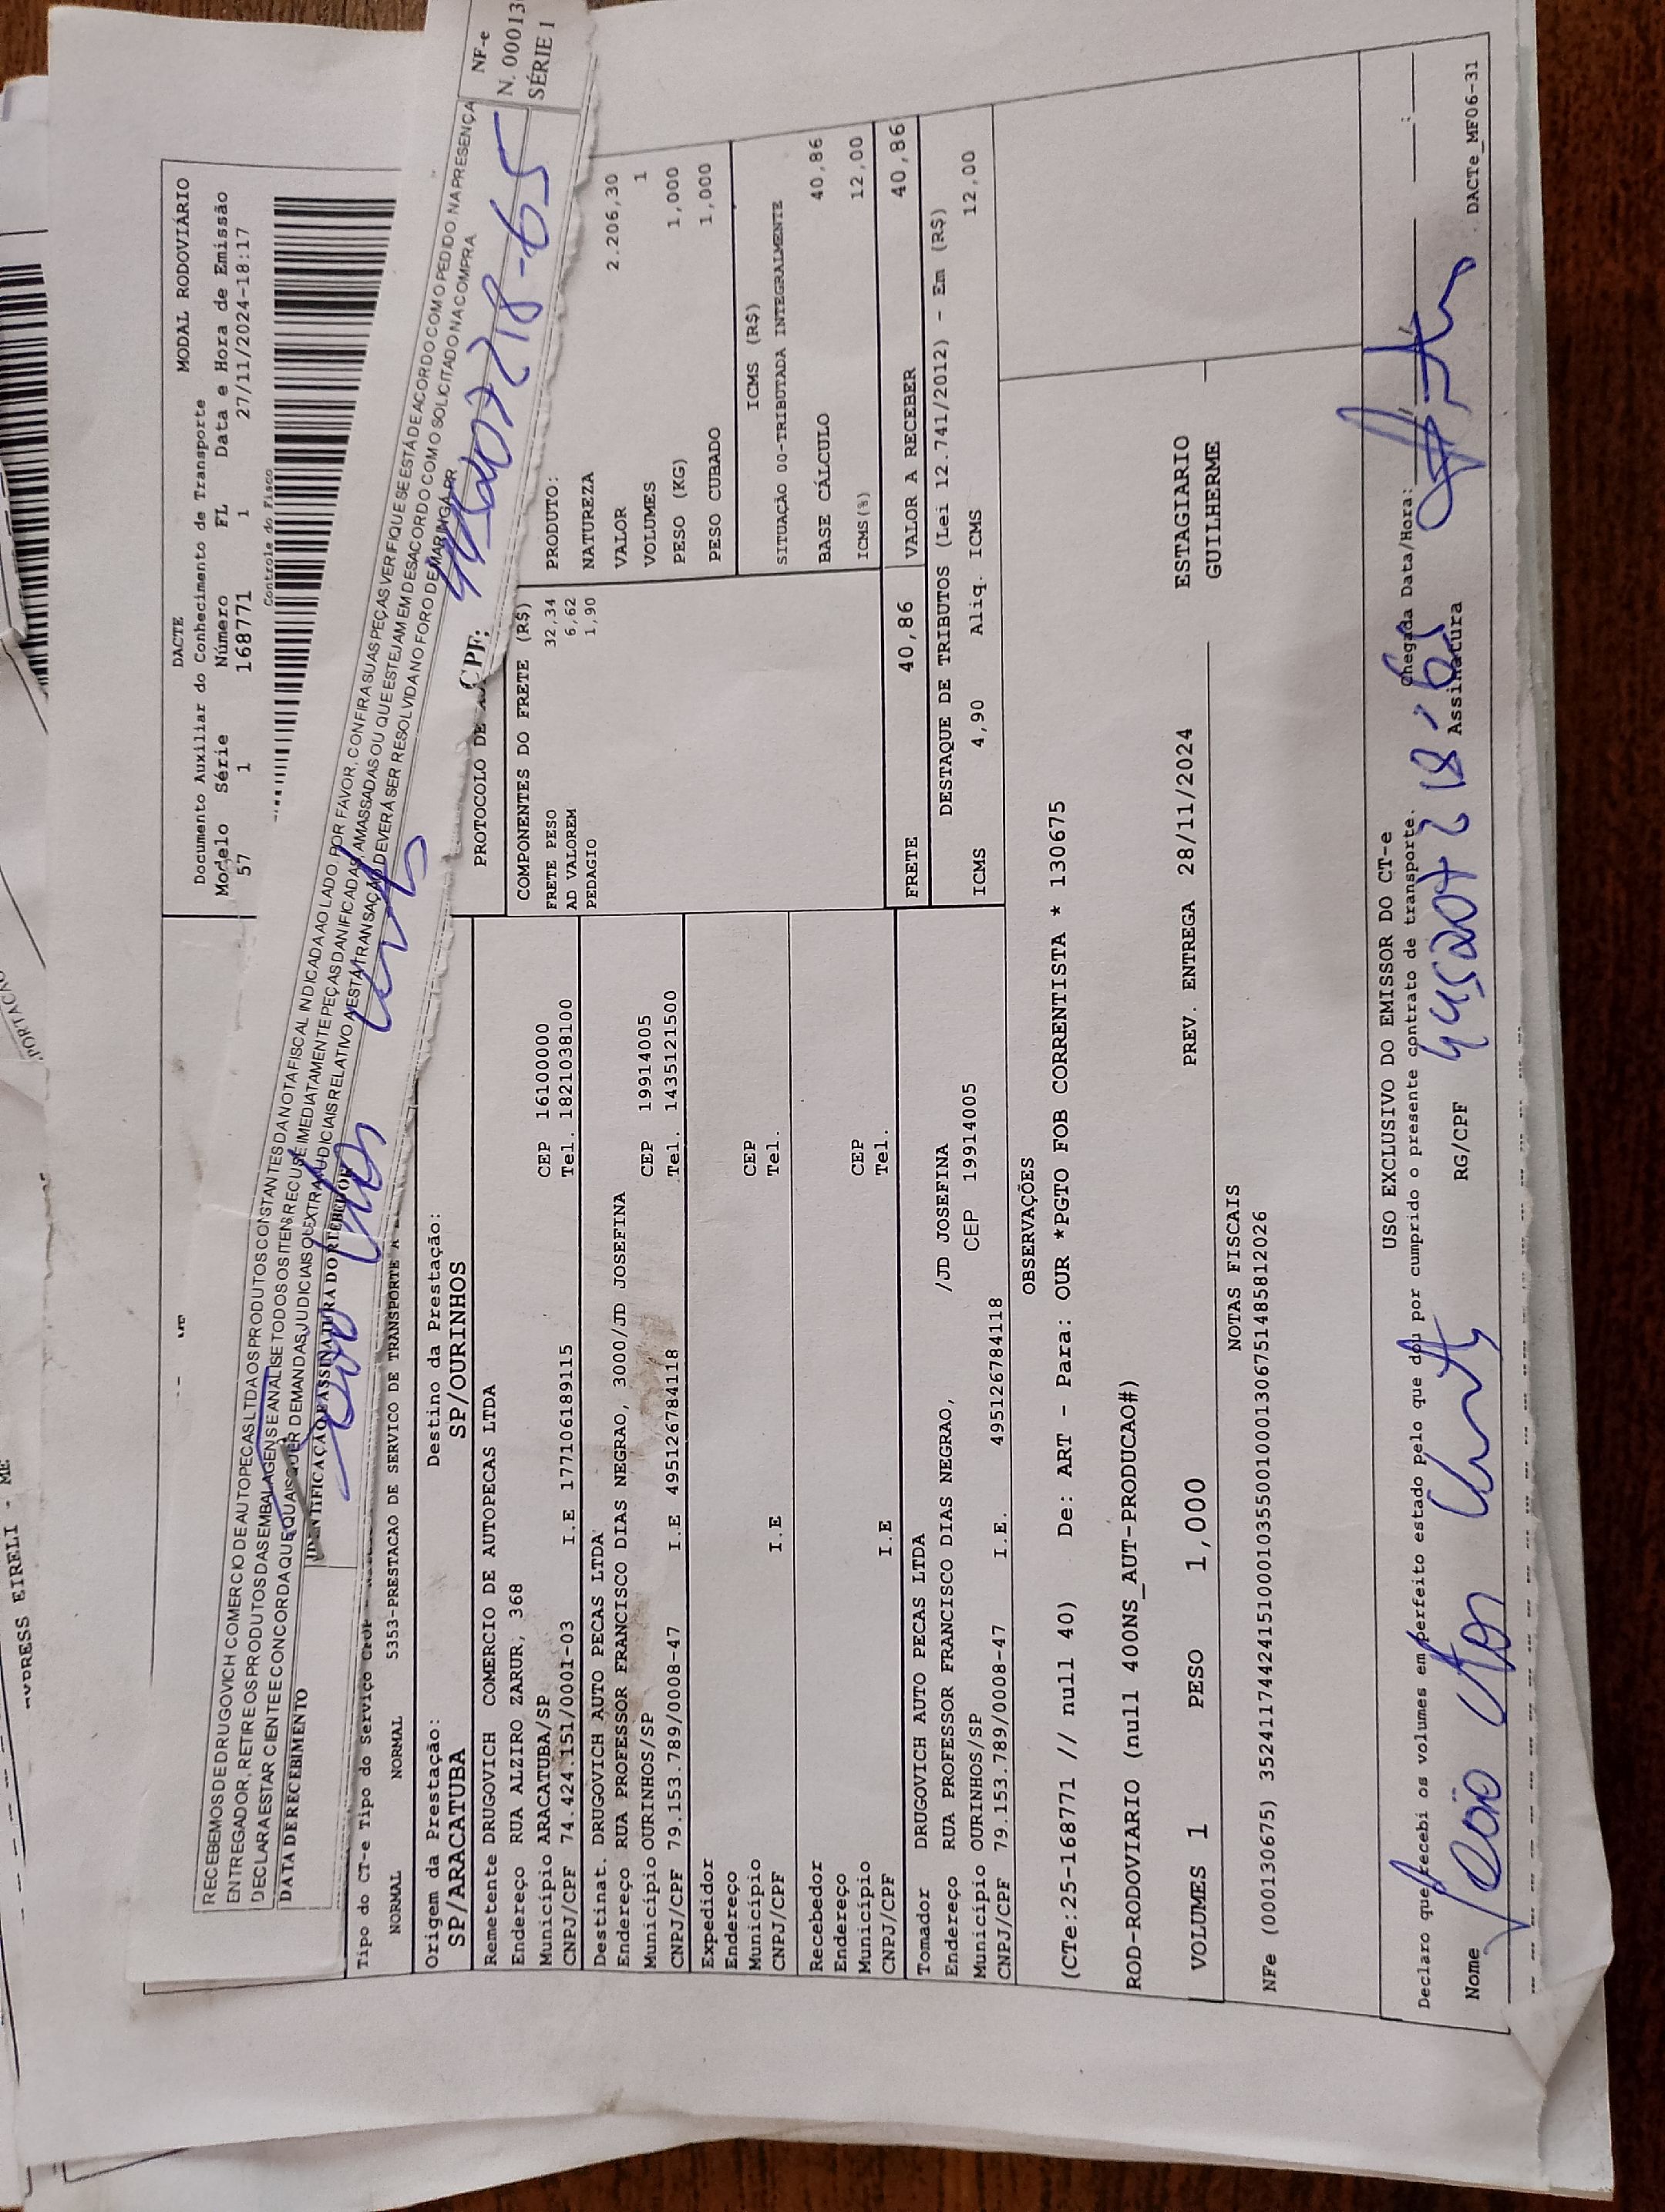 PORTACAO
EXPRESS EIRELI - ME
DACTE
MODAL RODOVIÁRIO
Documento Auxiliar do Conhecimento de Transporte
Modelo Série Número FL Data e Hora de Emissão
57 1 168771 1 27/11/2024-18:17
Controle do Fisco
NF-e
N. 00013
SÉRIE 1
RECEBEMOS DE DRUGOVICH COMERCIO DE AUTOPECAS LTDA OS PRODUTOS CONSTANTES DA NOTA FISCAL INDICADA AO LADO. POR FAVOR, CONFIRA SUAS PEÇAS, VERIFIQUE SE ESTÁ DE ACORDO COM O PEDIDO. NA PRESENÇA
ENTREGADOR, RETIRE OS PRODUTOS DAS EMBALAGENS E ANALISE TODOS OS ITENS RECUSE IMEDIATAMENTE PEÇAS DANIFICADAS, AMASSADAS OU QUE ESTEJAM EM DESACORDO COMO SOLICITADO NA COMPRA.
DECLARA ESTAR CIENTE E CONCORDA QUE QUAISQUER DEMANDAS JUDICIAIS OU EXTRAJUDICIAIS RELATIVO NESTA TRANSAÇÃO DEVERÁ SER RESOLVIDA NO FORO DE MARINGÁ PR
DATA DE RECEBIMENTO IDENTIFICAÇÃO E ASSINATURA DO RECEBEDOR
CPF:
Tipo do CT-e Tipo do serviço
PROTOCOLO DE
NORMAL NORMAL 5353-PRESTACAO DE SERVICO DE TRANSPORTE A
Origem da Prestação: Destino da Prestação:
SP/ARACATUBA SP/OURINHOS
Remetente DRUGOVICH COMERCIO DE AUTOPECAS LTDA
Endereço RUA ALZIRO ZARUR, 368
Município ARACATUBA/SP CEP 16100000
CNPJ/CPF 74.424.151/0001-03 I.E 177106189115 Tel. 1821038100
Destinat. DRUGOVICH AUTO PECAS LTDA
Endereço RUA PROFESSOR FRANCISCO DIAS NEGRAO, 3000/JD JOSEFINA
Município OURINHOS/SP CEP 19914005
CNPJ/CPF 79.153.789/0008-47 I.E 495126784118 Tel. 1435121500
Expedidor
Endereço
Município CEP
CNPJ/CPF I.E Tel.
Recebedor
Endereço
Município CEP
CNPJ/CPF I.E Tel.
Tomador DRUGOVICH AUTO PECAS LTDA
Endereço RUA PROFESSOR FRANCISCO DIAS NEGRAO, /JD JOSEFINA
Município OURINHOS/SP CEP 19914005
CNPJ/CPF 79.153.789/0008-47 I.E. 495126784118
COMPONENTES DO FRETE (R$)
FRETE PESO 32,34
AD VALOREM 6,62
PEDAGIO 1,90
PRODUTO:
NATUREZA
VALOR 2.206,30
VOLUMES 1
PESO (KG) 1,000
PESO CUBADO 1,000
ICMS (R$)
SITUAÇÃO 00-TRIBUTADA INTEGRALMENTE
BASE CÁLCULO 40,86
ICMS(%) 12,00
FRETE 40,86 VALOR A RECEBER 40,86
DESTAQUE DE TRIBUTOS (Lei 12.741/2012) - Em (R$)
ICMS 4,90 Aliq. ICMS 12,00
OBSERVAÇÕES
(CTe:25-168771 // null 40) De: ART - Para: OUR *PGTO FOB CORRENTISTA * 130675
ROD-RODOVIARIO (null 400NS_AUT-PRODUCAO#)
VOLUMES 1 PESO 1,000 PREV. ENTREGA 28/11/2024 ESTAGIARIO
GUILHERME
NOTAS FISCAIS
NFe (000130675) 35241174424151000103550010001306751485812026
USO EXCLUSIVO DO EMISSOR DO CT-e
Declaro que recebi os volumes em perfeito estado pelo que dou por cumprido o presente contrato de transporte. Chegada Data/Hora:
Nome João RG/CPF Assinatura
DACTe_MF06-31